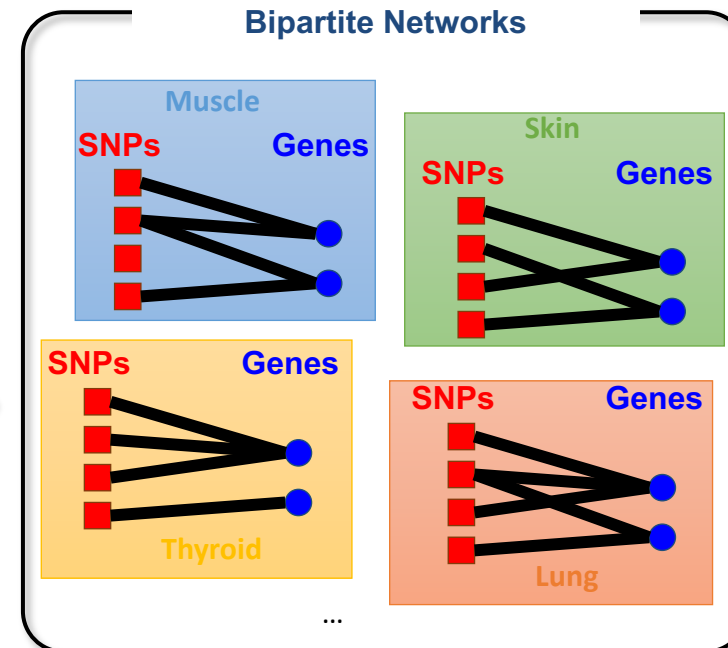 Bipartite Networks
Muscle
SNPs Genes
Skin
SNPs Genes
SNPs Genes
Thyroid
SNPs Genes
Lung
...